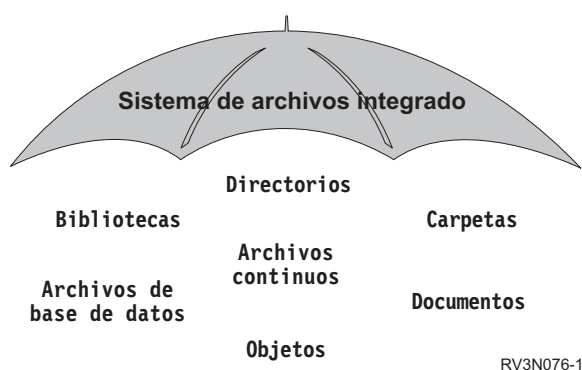 Sistema de archivos integrado
Directorios
Bibliotecas
Carpetas
Archivos
continuos
Archivos de
base de datos
Documentos
Objetos
RV3N076-1